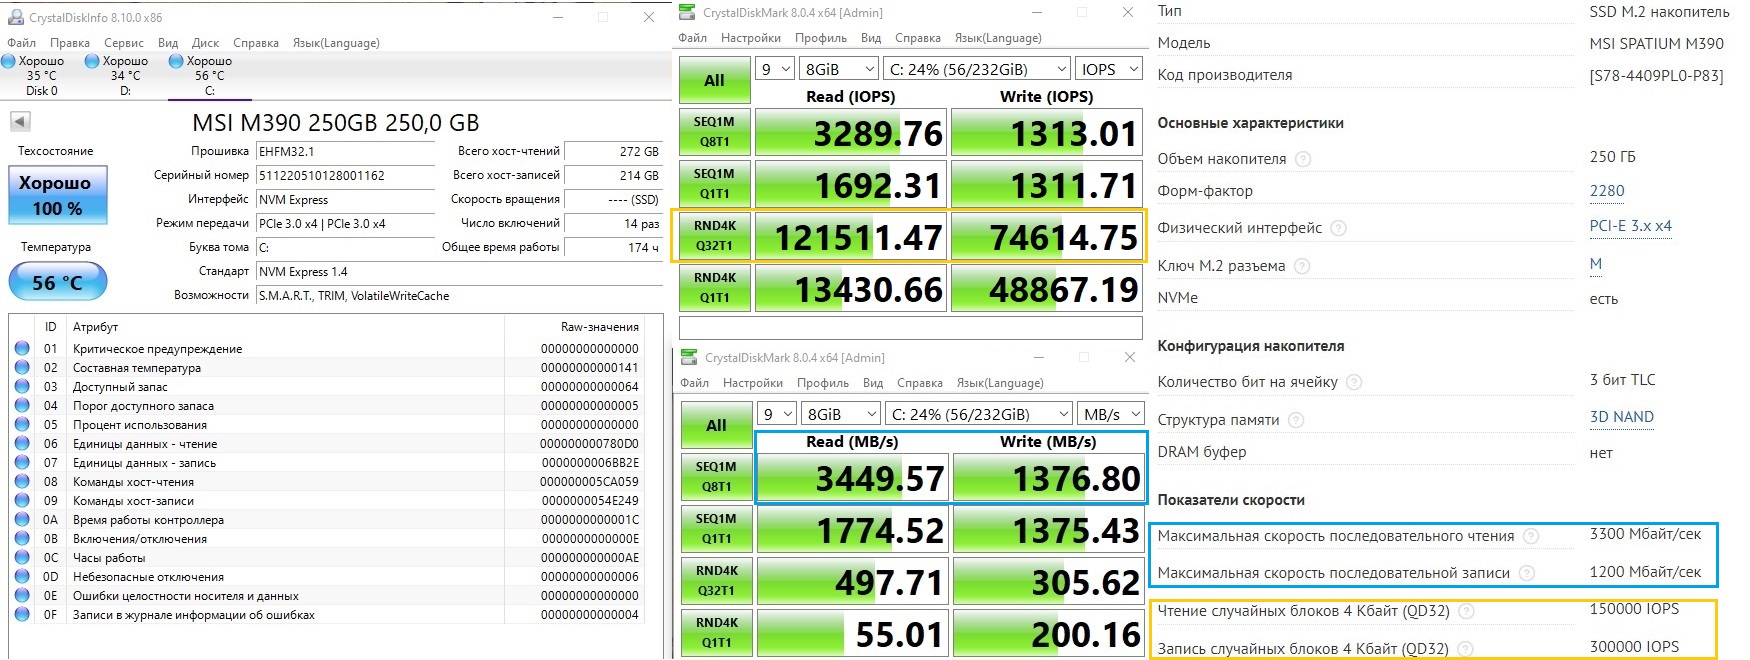 CrystalDiskInfo 8.10.0 x86
Файл Правка Сервис Вид Диск Справка Язык(Language)
Хорошо Хорошо Хорошо
35 °C 34 °C 56 °C
Disk 0 D: C:
MSI M390 250GB 250,0 GB
Техсостояние
Хорошо
100 %
Температура
56 °C
Прошивка EHFM32.1
Серийный номер 511220510128001162
Интерфейс NVM Express
Режим передачи PCIe 3.0 x4 | PCIe 3.0 x4
Буква тома C:
Стандарт NVM Express 1.4
Возможности S.M.A.R.T., TRIM, VolatileWriteCache
Всего хост-чтений 272 GB
Всего хост-записей 214 GB
Скорость вращения ---- (SSD)
Число включений 14 раз
Общее время работы 174 ч
ID Атрибут Raw-значения
01 Критическое предупреждение 00000000000000
02 Составная температура 00000000000141
03 Доступный запас 00000000000064
04 Порог доступного запаса 00000000000005
05 Процент использования 00000000000000
06 Единицы данных - чтение 000000000780D0
07 Единицы данных - запись 0000000006BB2E
08 Команды хост-чтения 000000005CA059
09 Команды хост-записи 0000000054E249
0A Время работы контроллера 0000000000001C
0B Включения/отключения 0000000000000E
0C Часы работы 000000000000AE
0D Небезопасные отключения 00000000000006
0E Ошибки целостности носителя и данных 00000000000000
0F Записи в журнале информации об ошибках 00000000000004
CrystalDiskMark 8.0.4 x64 [Admin]
Файл Настройки Профиль Вид Справка Язык(Language)
All 9 8GiB C: 24% (56/232GiB) IOPS
Read (IOPS) Write (IOPS)
SEQ1M Q8T1 3289.76 1313.01
SEQ1M Q1T1 1692.31 1311.71
RND4K Q32T1 121511.47 74614.75
RND4K Q1T1 13430.66 48867.19
CrystalDiskMark 8.0.4 x64 [Admin]
Файл Настройки Профиль Вид Справка Язык(Language)
All 9 8GiB C: 24% (56/232GiB) MB/s
Read (MB/s) Write (MB/s)
SEQ1M Q8T1 3449.57 1376.80
SEQ1M Q1T1 1774.52 1375.43
RND4K Q32T1 497.71 305.62
RND4K Q1T1 55.01 200.16
Тип SSD M.2 накопитель
Модель MSI SPATIUM M390
Код производителя [S78-4409PL0-P83]
Основные характеристики
Объем накопителя ? 250 ГБ
Форм-фактор 2280
Физический интерфейс ? PCI-E 3.x x4
Ключ M.2 разъема ? M
NVMe есть
Конфигурация накопителя
Количество бит на ячейку ? 3 бит TLC
Структура памяти ? 3D NAND
DRAM буфер нет
Показатели скорости
Максимальная скорость последовательного чтения ? 3300 Мбайт/сек
Максимальная скорость последовательной записи ? 1200 Мбайт/сек
Чтение случайных блоков 4 Кбайт (QD32) ? 150000 IOPS
Запись случайных блоков 4 Кбайт (QD32) ? 300000 IOPS